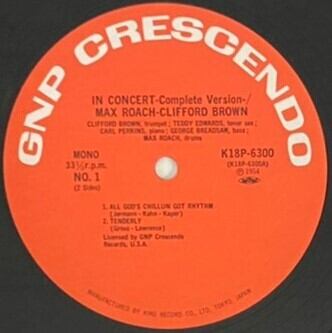 GNP CRESCENDO
IN CONCERT-Complete Version-/
MAX ROACH-CLIFFORD BROWN
CLIFFORD BROWN, trumpet; TEDDY EDWARDS, tenor sax;
CARL PERKINS, piano; GEORGE BREADSAW, bass;
MAX ROACH, drums
MONO
33⅓r.p.m.
NO. 1
(2 Sides)
K18P-6300
(K18P-6300A)
Ⓟ1954
1. ALL GOD'S CHILLUN GOT RHYTHM
(Jurmann - Kahn - Kaper)
2. TENDERLY
(Gross-Lawrence)
Licensed by GNP Crescendo
Records, U.S.A.
MANUFACTURED BY KING RECORD CO., LTD. TOKYO, JAPAN